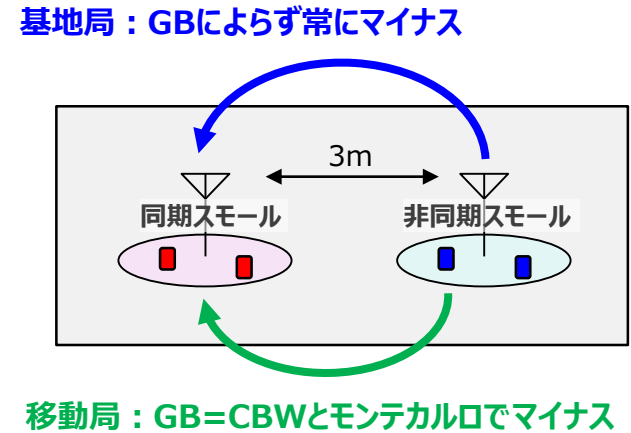 基地局：GBによらず常にマイナス
3m
同期スモール
非同期スモール
移動局：GB=CBWとモンテカルロでマイナス